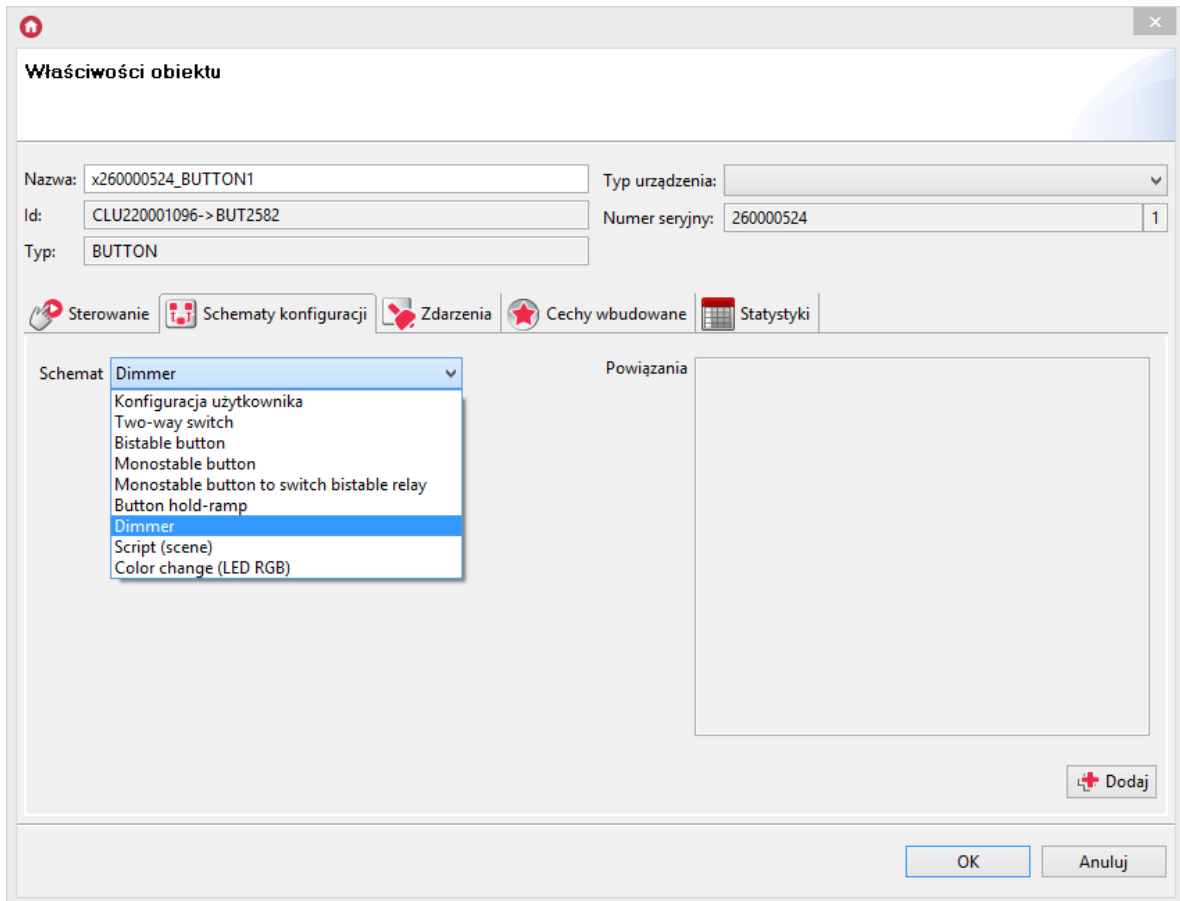 Właściwości obiektu
Nazwa: x260000524_BUTTON1
Typ urządzenia:
Id: CLU220001096->BUT2582
Numer seryjny: 260000524 1
Typ: BUTTON
Sterowanie Schematy konfiguracji Zdarzenia Cechy wbudowane Statystyki
Schemat Dimmer
Powiązania
Konfiguracja użytkownika
Two-way switch
Bistable button
Monostable button
Monostable button to switch bistable relay
Button hold-ramp
Dimmer
Script (scene)
Color change (LED RGB)
Dodaj
OK Anuluj